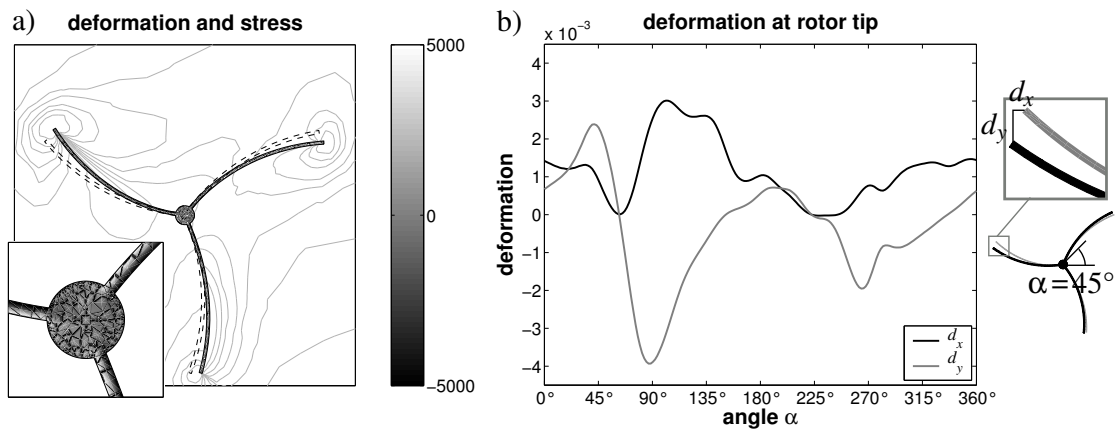 a)
deformation and stress
5000
0
−5000
b)
deformation at rotor tip
x 10⁻³
4
3
2
1
0
−1
−2
−3
−4
deformation
0°
45°
90°
135°
180°
225°
270°
315°
360°
angle α
d_x
d_y
d_x
d_y
α=45°